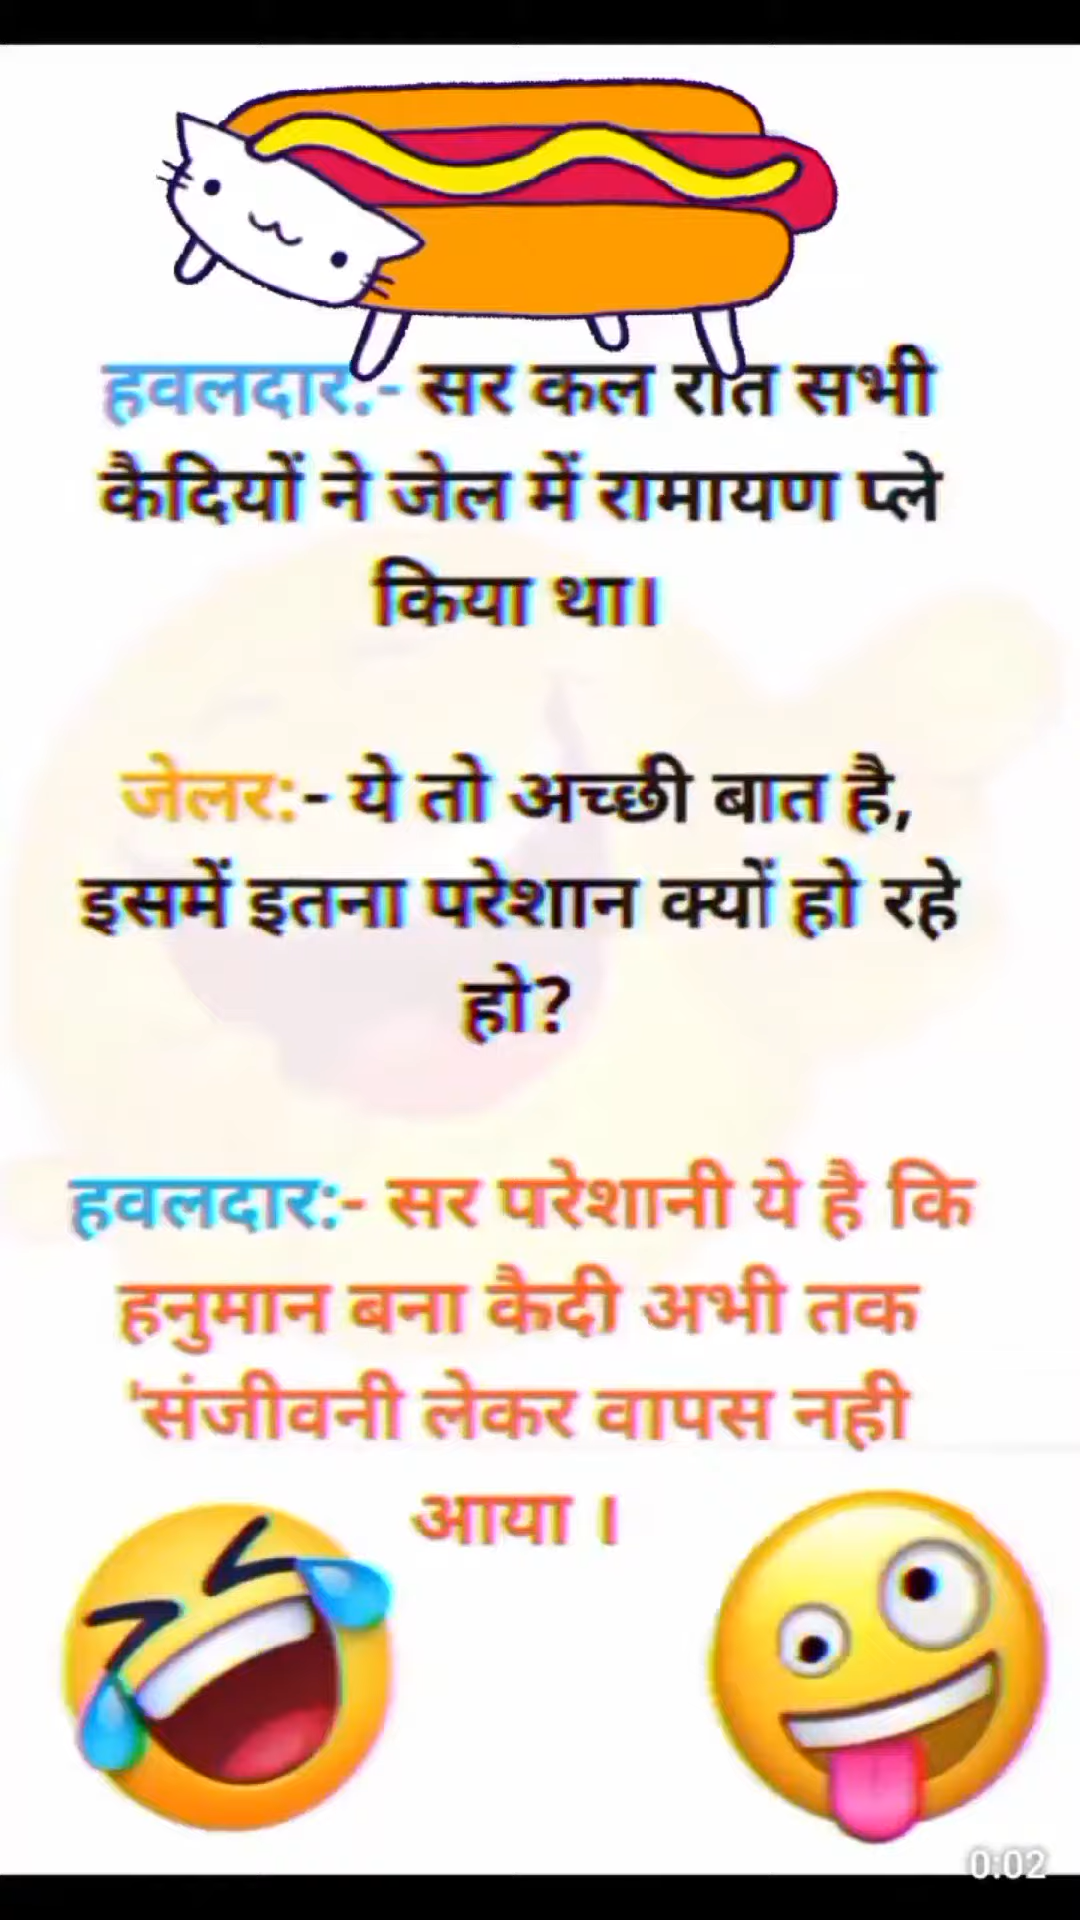 हवलदार:- सर कल रात सभी
कैदियों ने जेल में रामायण प्ले
किया था।
जेलर:- ये तो अच्छी बात है,
इसमें इतना परेशान क्यों हो रहे
हो?
हवलदार:- सर परेशानी ये है कि
हनुमान बना कैदी अभी तक
'संजीवनी लेकर वापस नही
आया ।
0:02